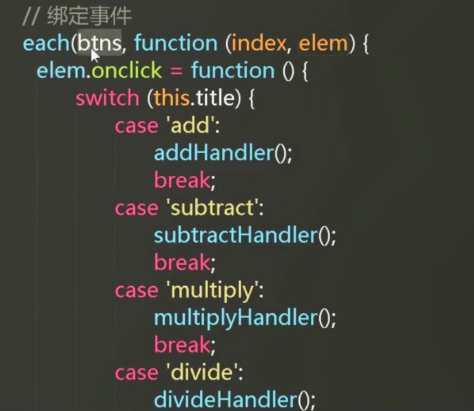 // 绑定事件
each(btns, function (index, elem) {
elem.onclick = function () {
switch (this.title) {
case 'add':
addHandler();
break;
case 'subtract':
subtractHandler();
break;
case 'multiply':
multiplyHandler();
break;
case 'divide':
divideHandler();